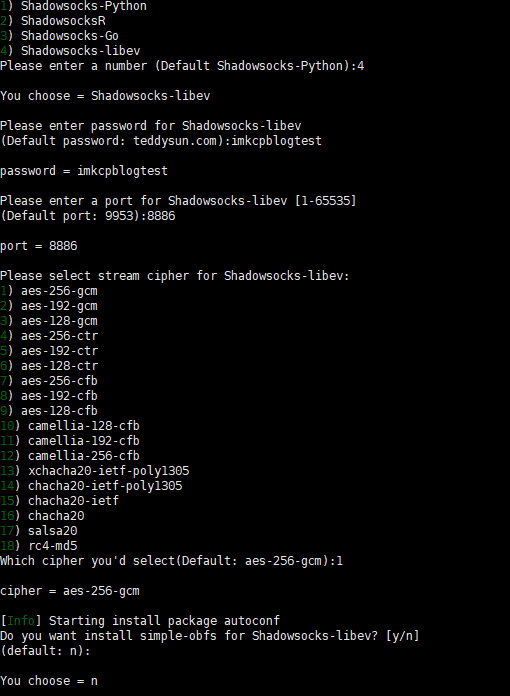 1) Shadowsocks-Python
2) ShadowsocksR
3) Shadowsocks-Go
4) Shadowsocks-libev
Please enter a number (Default Shadowsocks-Python):4
You choose = Shadowsocks-libev
Please enter password for Shadowsocks-libev
(Default password: teddysun.com):imkcpblogtest
password = imkcpblogtest
Please enter a port for Shadowsocks-libev [1-65535]
(Default port: 9953):8886
port = 8886
Please select stream cipher for Shadowsocks-libev:
1) aes-256-gcm
2) aes-192-gcm
3) aes-128-gcm
4) aes-256-ctr
5) aes-192-ctr
6) aes-128-ctr
7) aes-256-cfb
8) aes-192-cfb
9) aes-128-cfb
10) camellia-128-cfb
11) camellia-192-cfb
12) camellia-256-cfb
13) xchacha20-ietf-poly1305
14) chacha20-ietf-poly1305
15) chacha20-ietf
16) chacha20
17) salsa20
18) rc4-md5
Which cipher you'd select(Default: aes-256-gcm):1
cipher = aes-256-gcm
[Info] Starting install package autoconf
Do you want install simple-obfs for Shadowsocks-libev? [y/n]
(default: n):
You choose = n